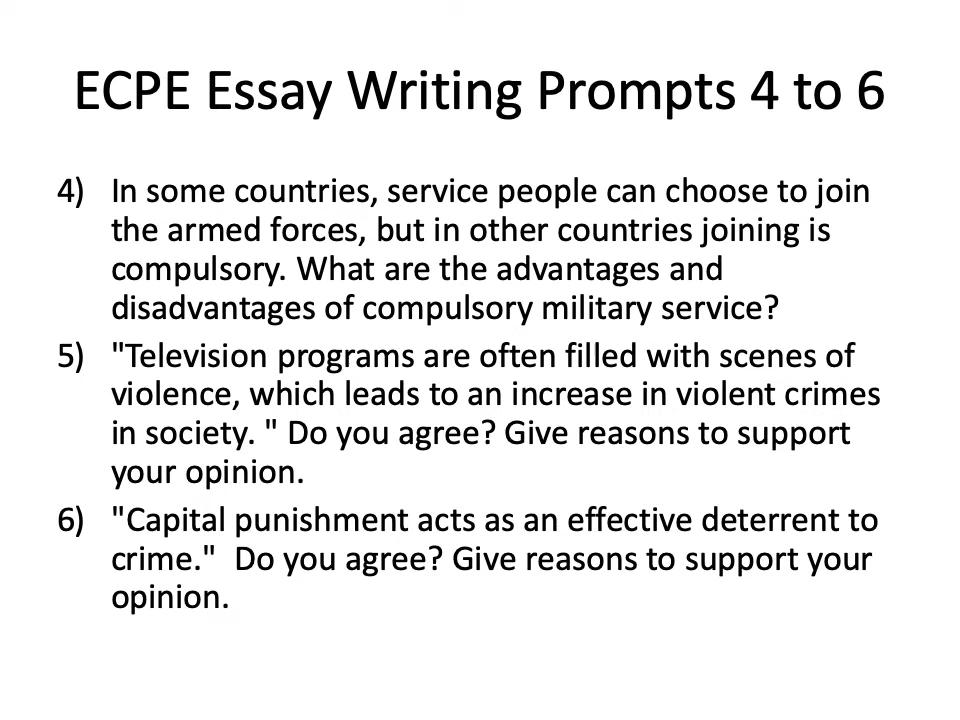 ECPE Essay Writing Prompts 4 to 6
4) In some countries, service people can choose to join
the armed forces, but in other countries joining is
compulsory. What are the advantages and
disadvantages of compulsory military service?
5) "Television programs are often filled with scenes of
violence, which leads to an increase in violent crimes
in society. " Do you agree? Give reasons to support
your opinion.
6) "Capital punishment acts as an effective deterrent to
crime."  Do you agree? Give reasons to support your
opinion.